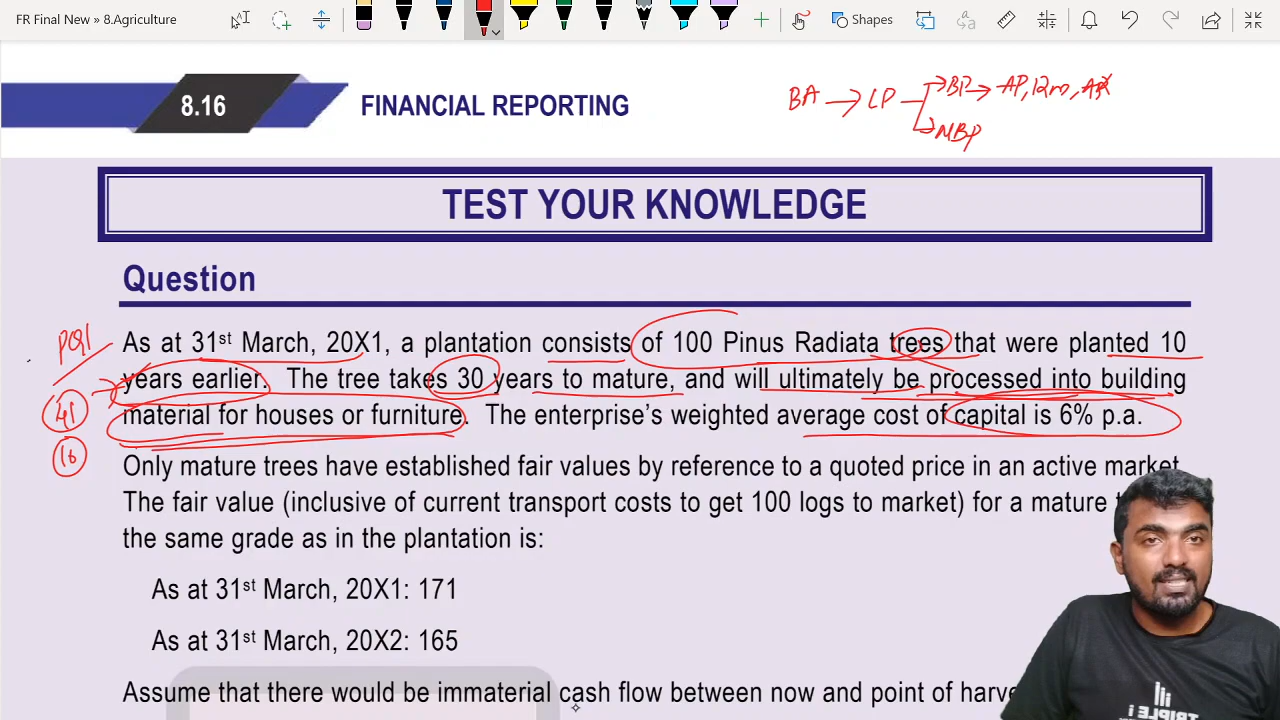 FR Final New » 8.Agriculture
Shapes
8.16
FINANCIAL REPORTING
BA → LP → BP → AP, 12m, AP
NBP
TEST YOUR KNOWLEDGE
Question
PQ1
As at 31st March, 20X1, a plantation consists of 100 Pinus Radiata trees that were planted 10
years earlier. The tree takes 30 years to mature, and will ultimately be processed into building
41
material for houses or furniture. The enterprise's weighted average cost of capital is 6% p.a.
16
Only mature trees have established fair values by reference to a quoted price in an active market.
The fair value (inclusive of current transport costs to get 100 logs to market) for a mature
the same grade as in the plantation is:
As at 31st March, 20X1: 171
As at 31st March, 20X2: 165
Assume that there would be immaterial cash flow between now and point of
TRIPLE i